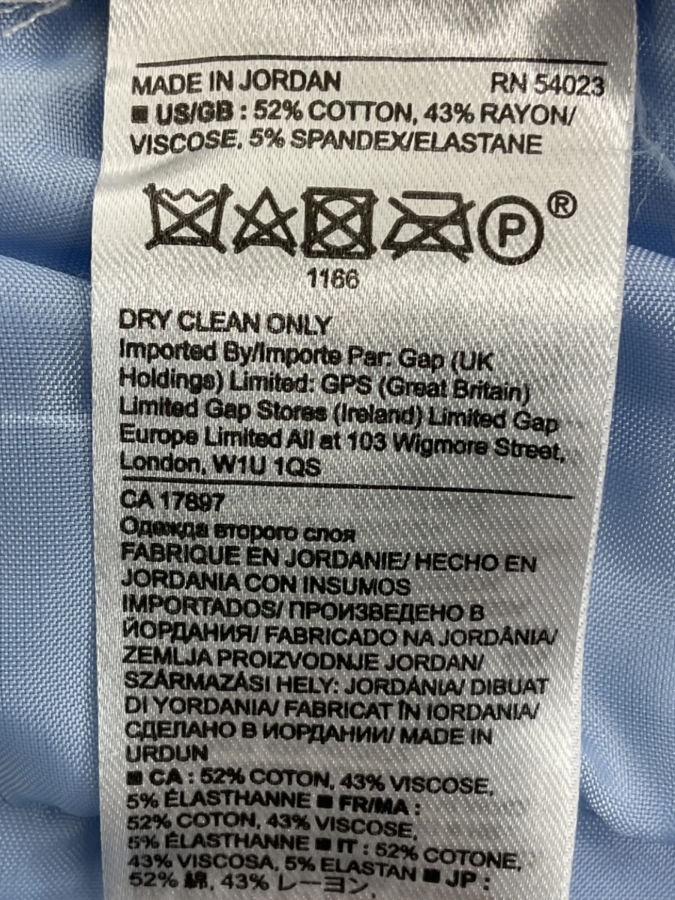 MADE IN JORDAN RN 54023
■ US/GB : 52% COTTON, 43% RAYON/
VISCOSE, 5% SPANDEX/ELASTANE
P ®
1166
DRY CLEAN ONLY
Imported By/Importe Par: Gap (UK
Holdings) Limited: GPS (Great Britain)
Limited Gap Stores (Ireland) Limited Gap
Europe Limited All at 103 Wigmore Street,
London, W1U 1QS
CA 17897
Одежда второго слоя
FABRIQUE EN JORDANIE/ HECHO EN
JORDANIA CON INSUMOS
IMPORTADOS/ ПРОИЗВЕДЕНО В
ЙОРДАНИЯ/ FABRICADO NA JORDÂNIA/
ZEMLJA PROIZVODNJE JORDAN/
SZÁRMAZÁSI HELY: JORDÁNIA/ DIBUAT
DI YORDANIA/ FABRICAT ÎN IORDANIA/
СДЕЛАНО В ИОРДАНИИ/ MADE IN
URDUN
■ CA : 52% COTON, 43% VISCOSE,
5% ÉLASTHANNE ■ FR/MA :
52% COTON, 43% VISCOSE,
5% ÉLASTHANNE ■ IT : 52% COTONE,
43% VISCOSA, 5% ELASTAN ■ JP :
52% 綿, 43% レーヨン,